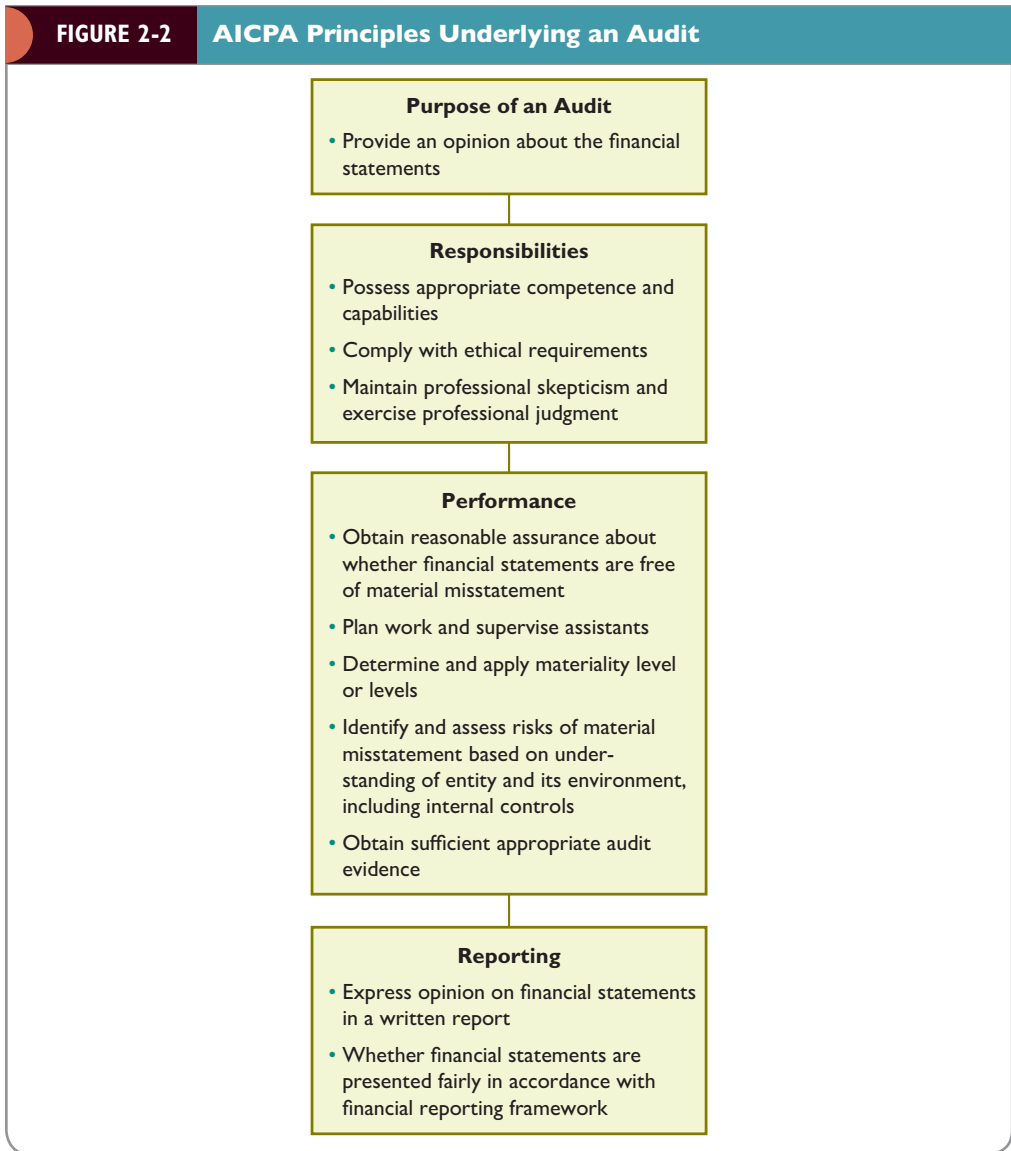 FIGURE 2-2 AICPA Principles Underlying an Audit
Purpose of an Audit
• Provide an opinion about the financial
statements
Responsibilities
• Possess appropriate competence and
capabilities
• Comply with ethical requirements
• Maintain professional skepticism and
exercise professional judgment
Performance
• Obtain reasonable assurance about
whether financial statements are free
of material misstatement
• Plan work and supervise assistants
• Determine and apply materiality level
or levels
• Identify and assess risks of material
misstatement based on under-
standing of entity and its environment,
including internal controls
• Obtain sufficient appropriate audit
evidence
Reporting
• Express opinion on financial statements
in a written report
• Whether financial statements are
presented fairly in accordance with
financial reporting framework